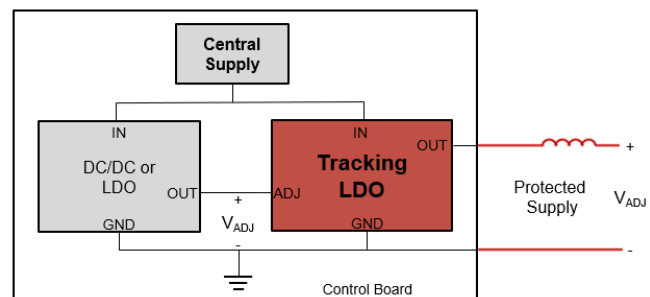 Central
Supply
IN
IN
OUT
DC/DC or
LDO
Tracking
LDO
OUT
ADJ
+
VADJ
-
GND
GND
+
Protected
Supply
VADJ
-
Control Board